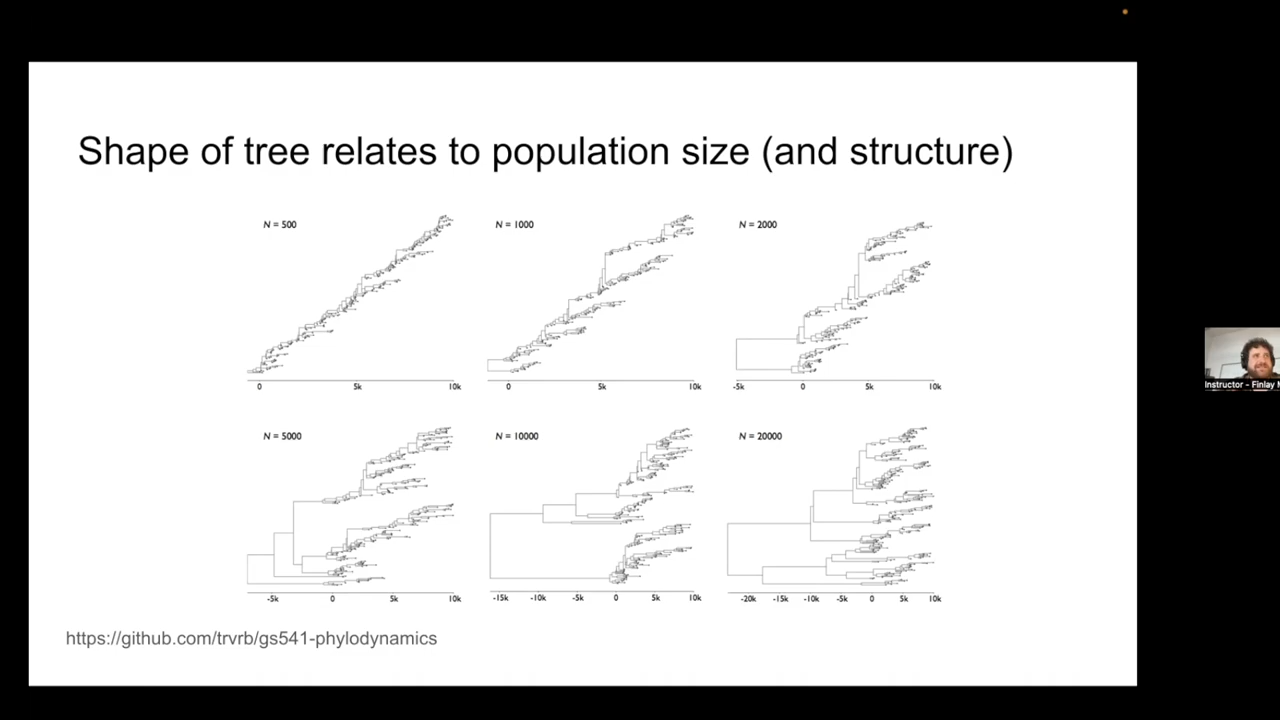 Shape of tree relates to population size (and structure)
N = 500
N = 1000
N = 2000
0 5k 10k
0 5k 10k
-5k 0 5k 10k
N = 5000
N = 10000
N = 20000
-5k 0 5k 10k
-15k -10k -5k 0 5k 10k
-20k -15k -10k -5k 0 5k 10k
https://github.com/trvrb/gs541-phylodynamics
Instructor - Finlay